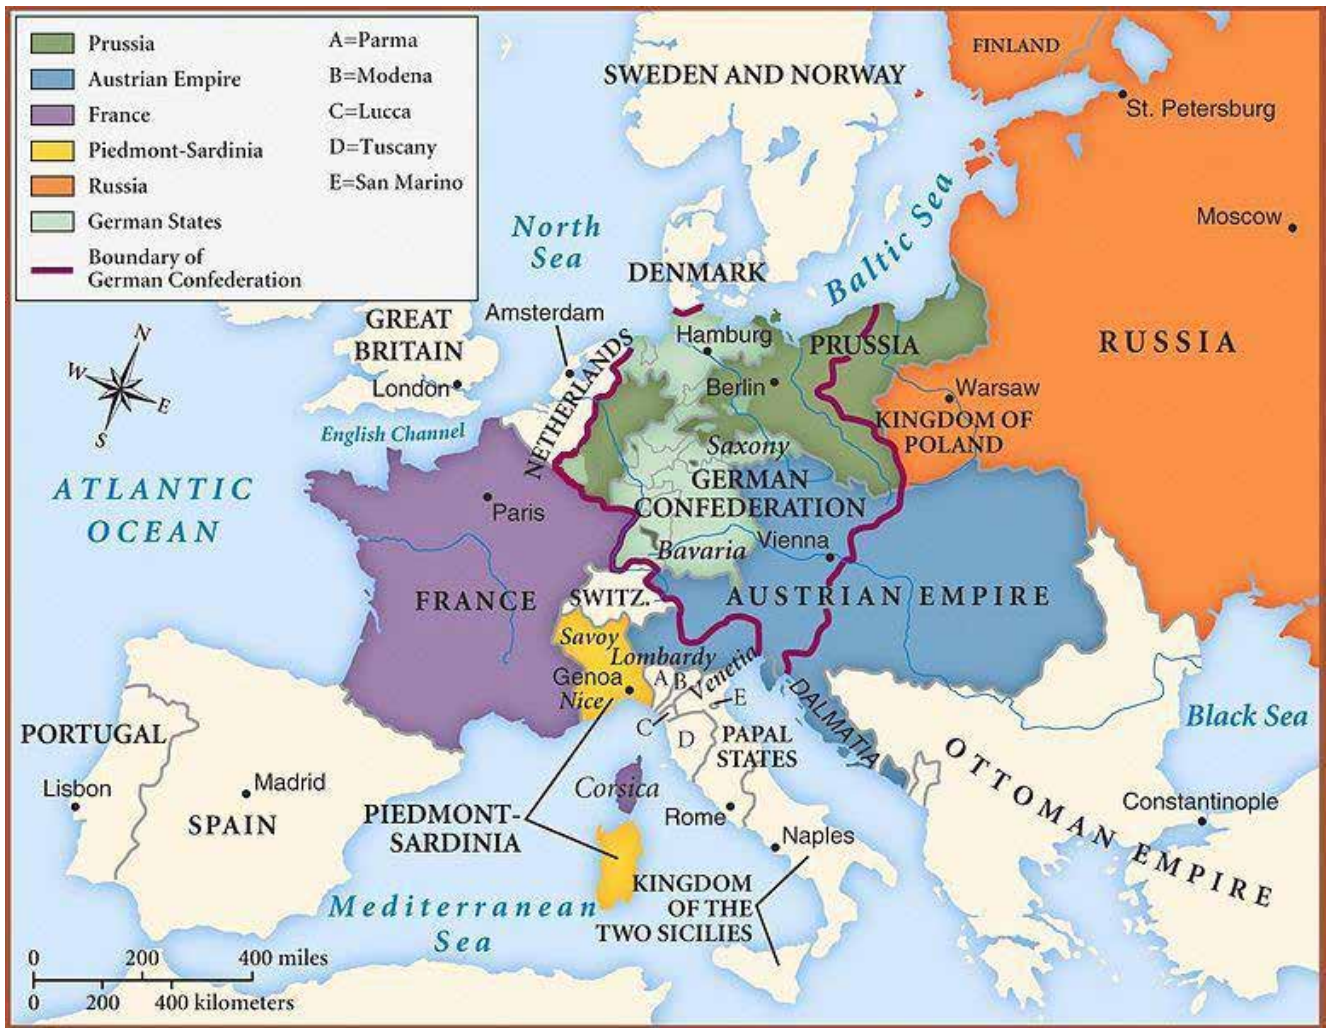 Prussia
Austrian Empire
France
Piedmont-Sardinia
Russia
German States
Boundary of
German Confederation
A=Parma
B=Modena
C=Lucca
D=Tuscany
E=San Marino
FINLAND
SWEDEN AND NORWAY
St. Petersburg
Moscow
North
Sea
Baltic Sea
DENMARK
GREAT
BRITAIN
London
Amsterdam
NETHERLANDS
Hamburg
PRUSSIA
RUSSIA
Berlin
Warsaw
KINGDOM OF
POLAND
N
W
E
S
English Channel
Saxony
GERMAN
CONFEDERATION
ATLANTIC
OCEAN
Paris
Bavaria
Vienna
FRANCE
SWITZ.
AUSTRIAN EMPIRE
Savoy
Lombardy
Venetia
Genoa
Nice
A
B
C
D
E
DALMATIA
PAPAL
STATES
Black Sea
PORTUGAL
Lisbon
Madrid
SPAIN
PIEDMONT-
SARDINIA
Corsica
Rome
Naples
OTTOMAN EMPIRE
Constantinople
KINGDOM
OF THE
TWO SICILIES
Mediterranean
Sea
0 200 400 miles
0 200 400 kilometers